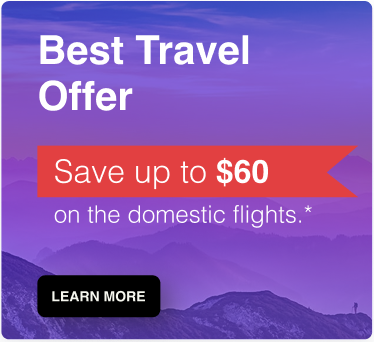 Best Travel
Offer
Save up to $60
on the domestic flights.*
LEARN MORE